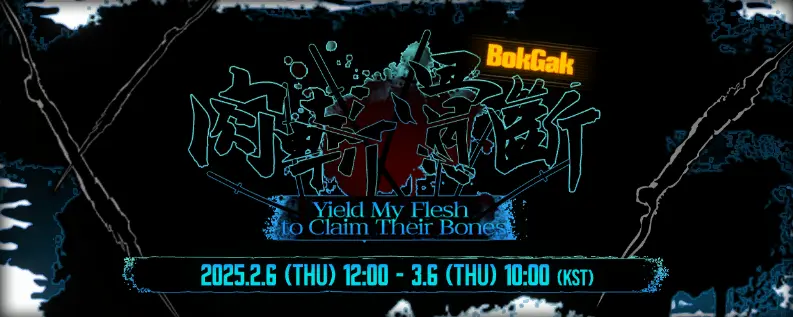 BokGak
肉斬骨斷
Yield My Flesh
to Claim Their Bones
2025.2.6 (THU) 12:00 - 3.6 (THU) 10:00 (KST)